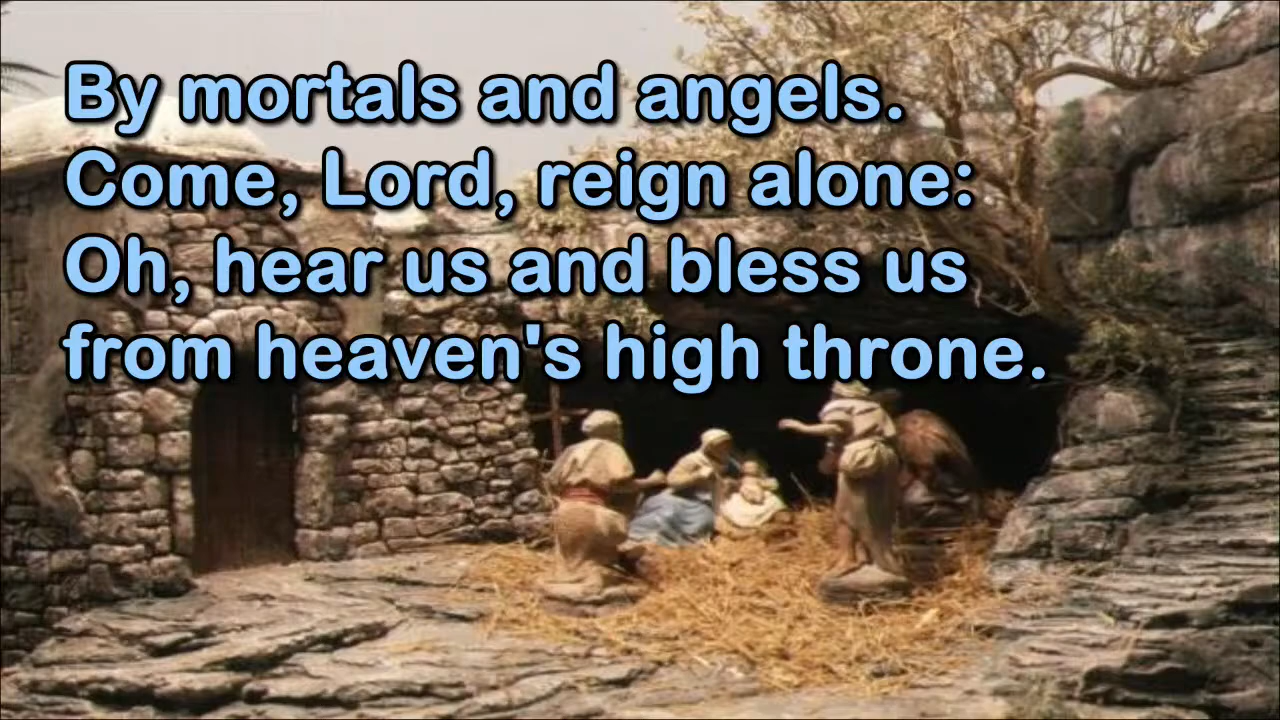 By mortals and angels.
Come, Lord, reign alone:
Oh, hear us and bless us
from heaven's high throne.